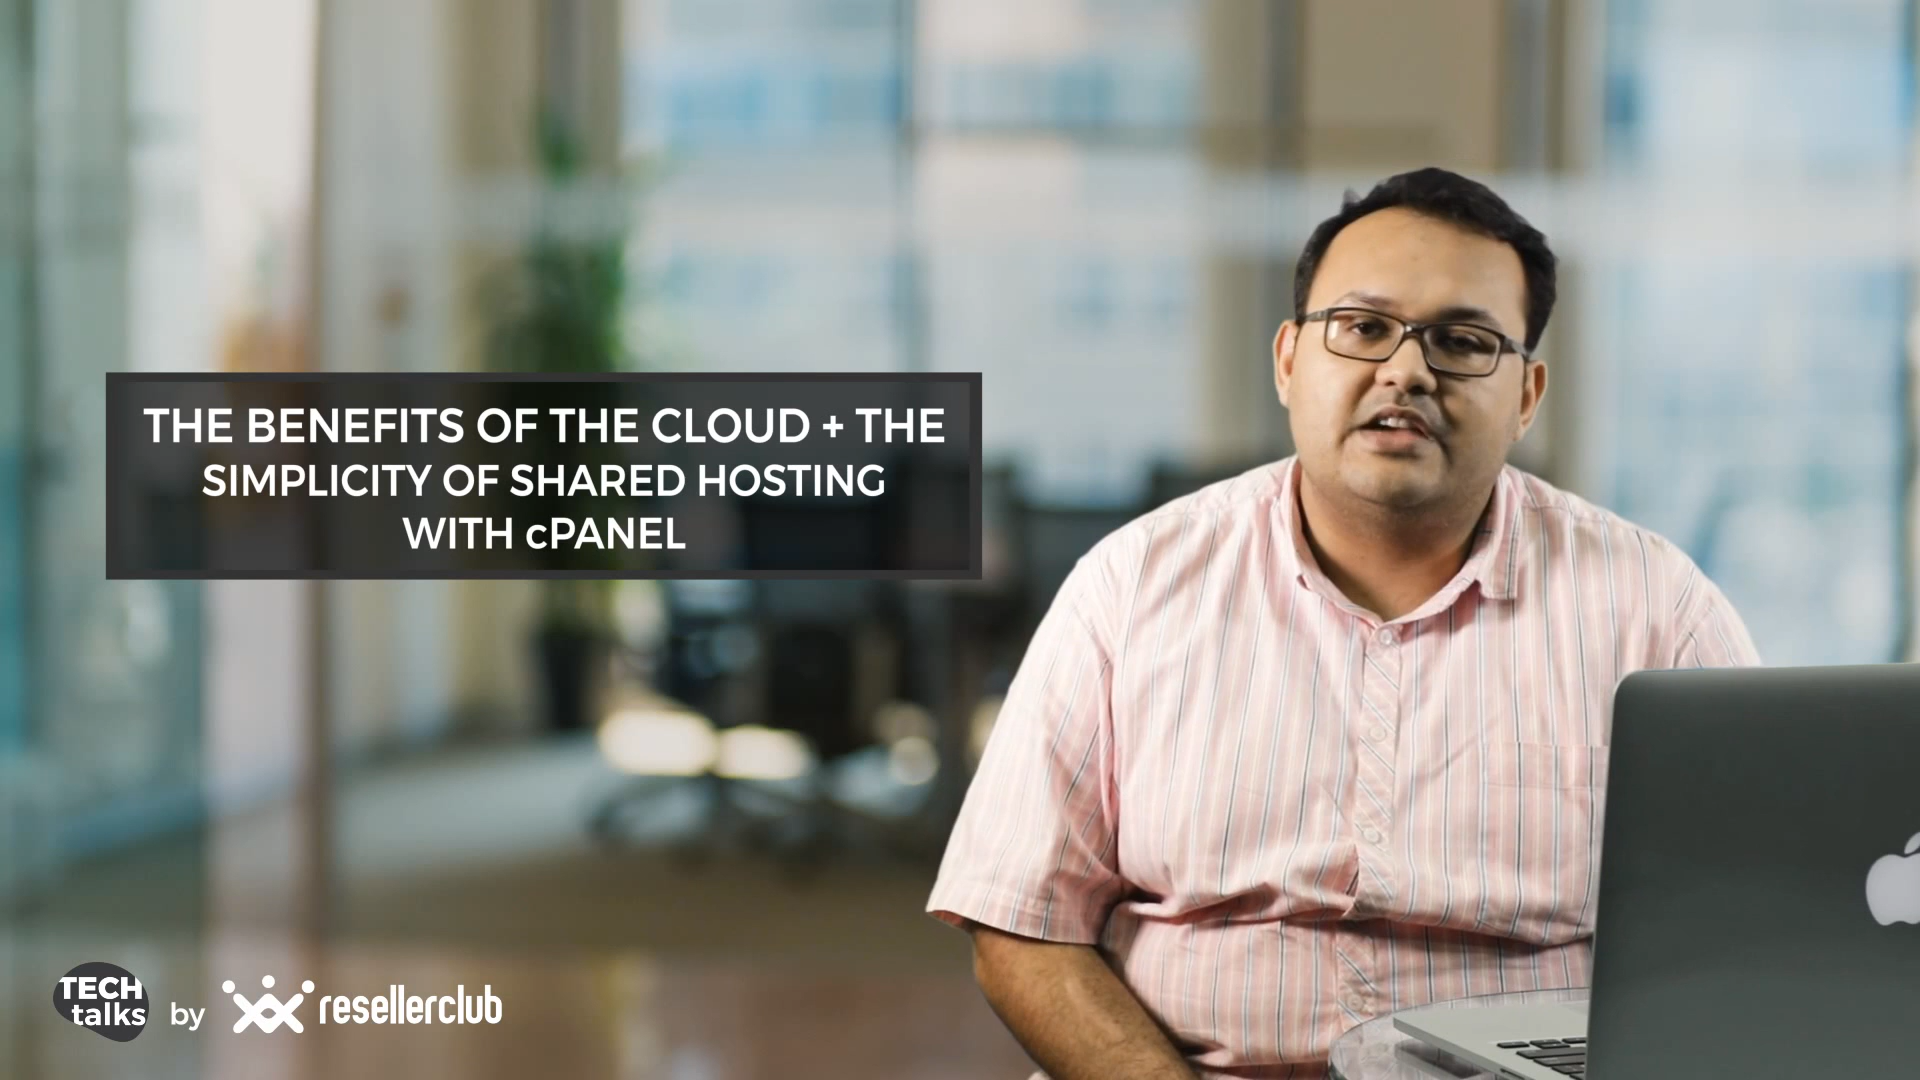 THE BENEFITS OF THE CLOUD + THE
SIMPLICITY OF SHARED HOSTING
WITH cPANEL
TECH
talks
by
resellerclub